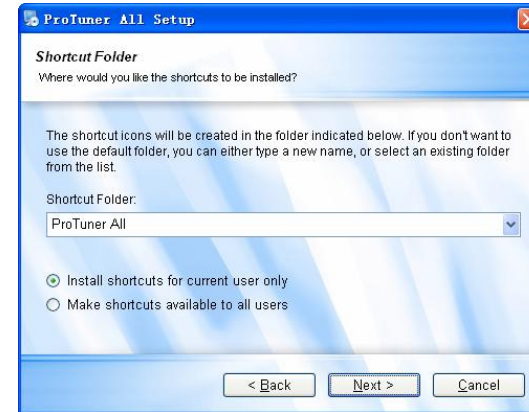 ProTuner All Setup
Shortcut Folder
Where would you like the shortcuts to be installed?
The shortcut icons will be created in the folder indicated below. If you don't want to
use the default folder, you can either type a new name, or select an existing folder
from the list.
Shortcut Folder:
ProTuner All
Install shortcuts for current user only
Make shortcuts available to all users
< Back Next > Cancel